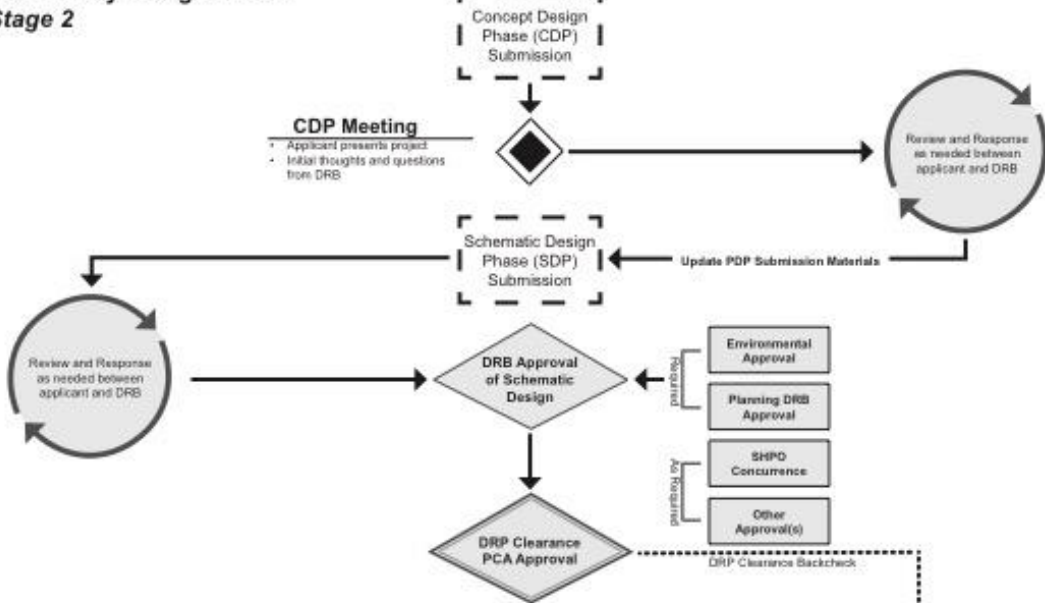 Stage 2
Concept Design
Phase (CDP)
Submission
CDP Meeting
• Applicant presents project
• Initial thoughts and questions
from DRB
Review and Response
as needed between
applicant and DRB
Schematic Design
Phase (SDP)
Submission
Update PDP Submission Materials
Review and Response
as needed between
applicant and DRB
DRB Approval
of Schematic
Design
Required
Environmental
Approval
Planning DRB
Approval
As Required
SHPO
Concurrence
Other
Approval(s)
DRP Clearance
PCA Approval
DRP Clearance Backcheck